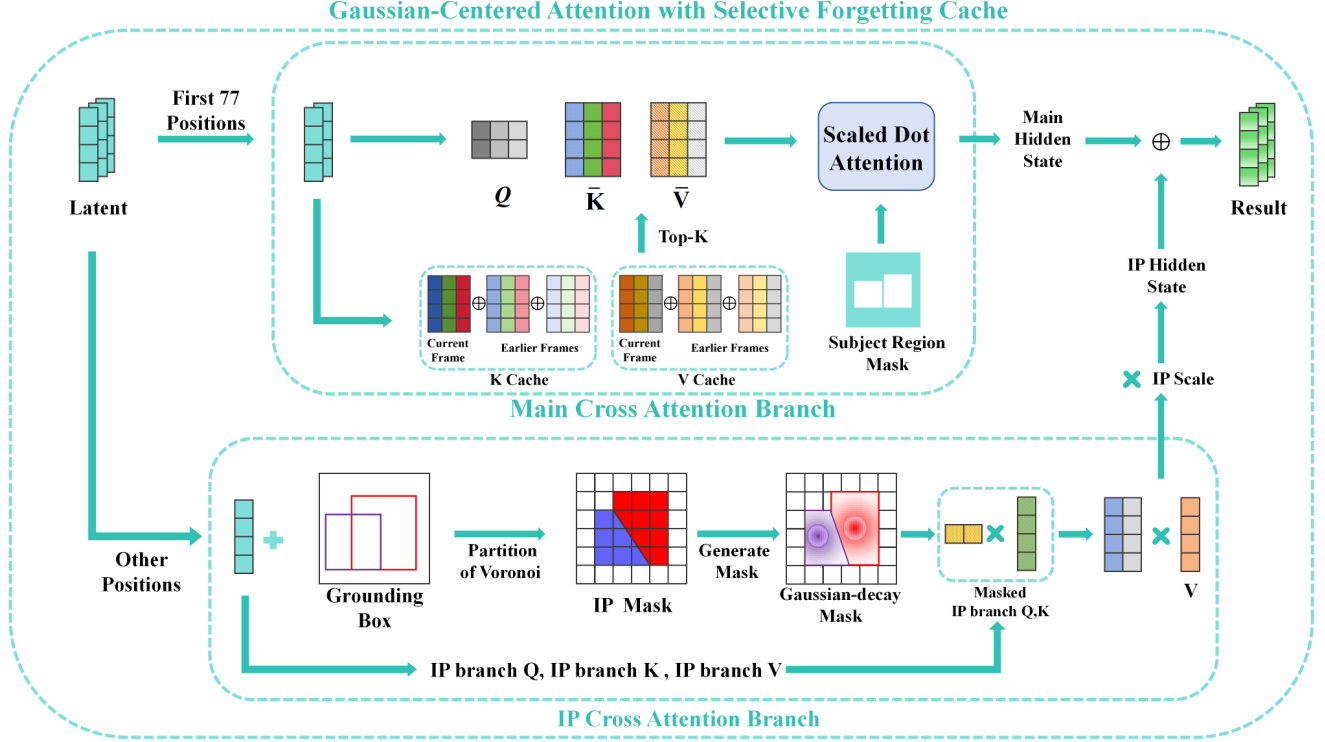 Gaussian-Centered Attention with Selective Forgetting Cache
First 77
Positions
Latent
Q
K̄
V̄
Top-K
Scaled Dot
Attention
Main
Hidden
State
Result
Current
Frame
Earlier Frames
K Cache
Current
Frame
Earlier Frames
V Cache
Subject Region
Mask
IP Hidden
State
IP Scale
Main Cross Attention Branch
Other
Positions
Grounding
Box
Partition
of Voronoi
IP Mask
Generate
Mask
Gaussian-decay
Mask
Masked
IP branch Q,K
V
IP branch Q, IP branch K , IP branch V
IP Cross Attention Branch